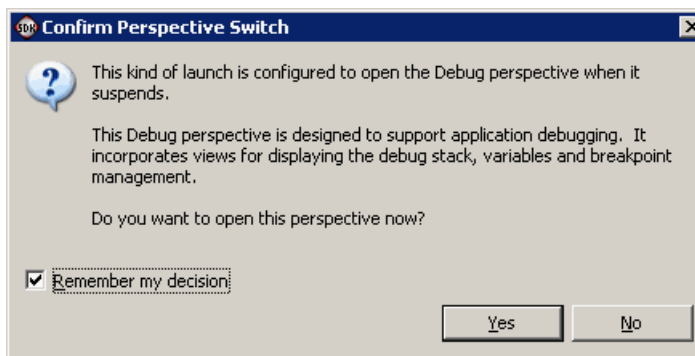 SDK Confirm Perspective Switch
This kind of launch is configured to open the Debug perspective when it
suspends.
This Debug perspective is designed to support application debugging.  It
incorporates views for displaying the debug stack, variables and breakpoint
management.
Do you want to open this perspective now?
Remember my decision
Yes No